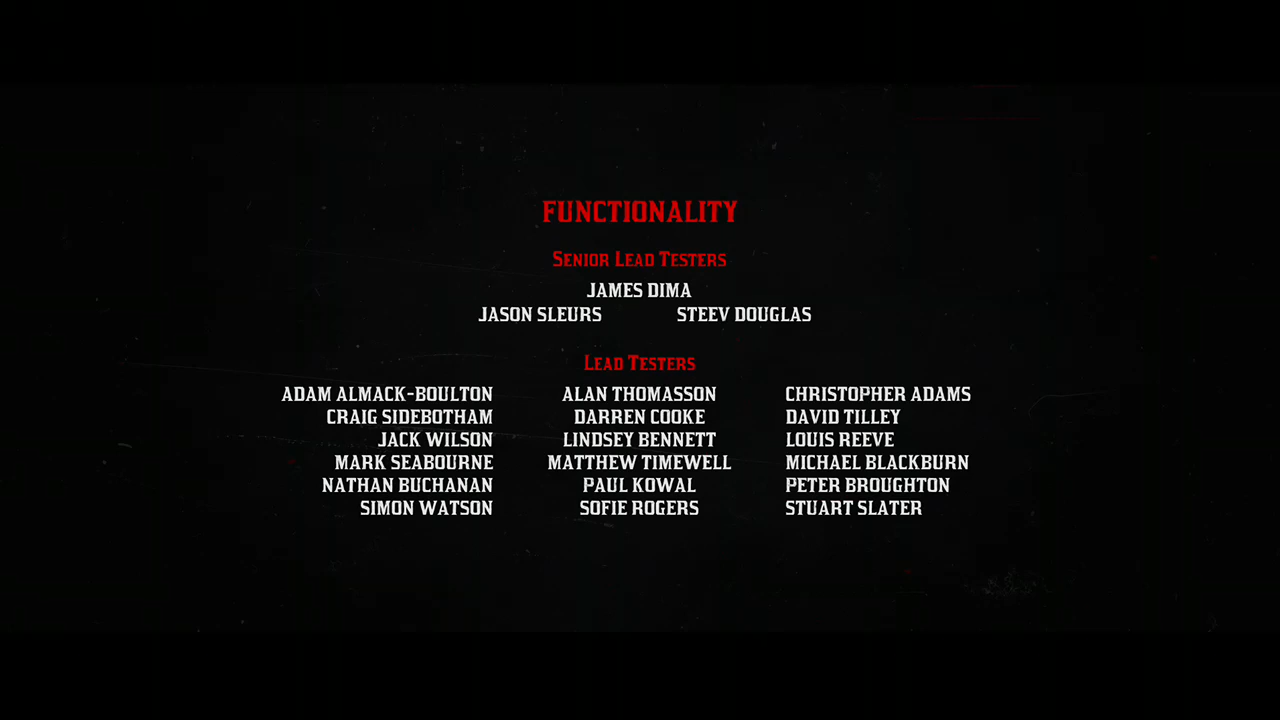 FUNCTIONALITY
SENIOR LEAD TESTERS
JAMES DIMA
JASON SLEURS STEEV DOUGLAS
LEAD TESTERS
ADAM ALMACK-BOULTON ALAN THOMASSON CHRISTOPHER ADAMS
CRAIG SIDEBOTHAM DARREN COOKE DAVID TILLEY
JACK WILSON LINDSEY BENNETT LOUIS REEVE
MARK SEABOURNE MATTHEW TIMEWELL MICHAEL BLACKBURN
NATHAN BUCHANAN PAUL KOWAL PETER BROUGHTON
SIMON WATSON SOFIE ROGERS STUART SLATER